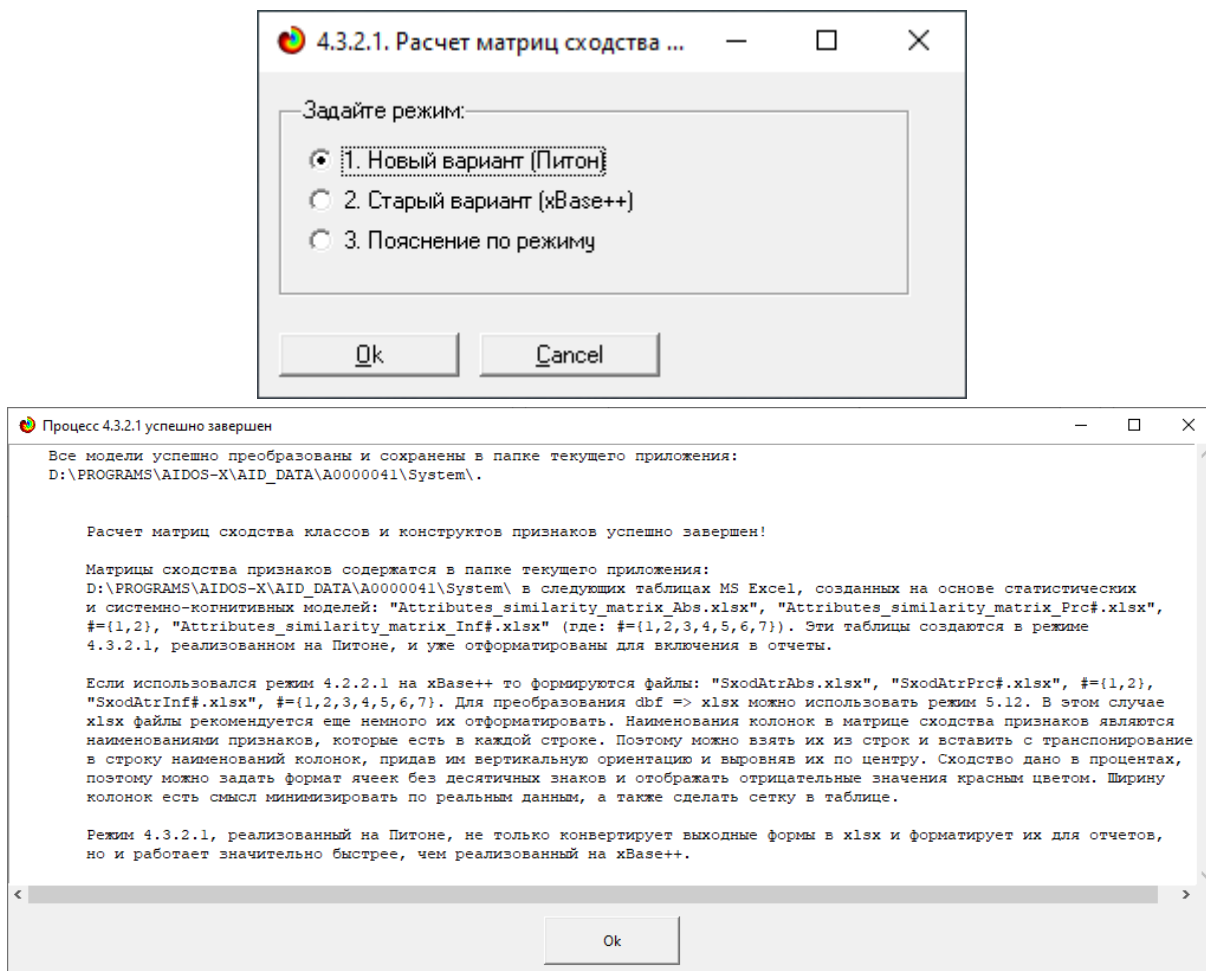 4.3.2.1. Расчет матриц сходства ...
Задайте режим:
1. Новый вариант (Питон)
2. Старый вариант (xBase++)
3. Пояснение по режиму
Ok
Cancel
Процесс 4.3.2.1 успешно завершен
Все модели успешно преобразованы и сохранены в папке текущего приложения:
D:\PROGRAMS\AIDOS-X\AID_DATA\A0000041\System\.
Расчет матриц сходства классов и конструктов признаков успешно завершен!
Матрицы сходства признаков содержатся в папке текущего приложения:
D:\PROGRAMS\AIDOS-X\AID_DATA\A0000041\System\ в следующих таблицах MS Excel, созданных на основе статистических
и системно-когнитивных моделей: "Attributes_similarity_matrix_Abs.xlsx", "Attributes_similarity_matrix_Prc#.xlsx",
#={1,2}, "Attributes_similarity_matrix_Inf#.xlsx" (где: #={1,2,3,4,5,6,7}). Эти таблицы создаются в режиме
4.3.2.1, реализованном на Питоне, и уже отформатированы для включения в отчеты.
Если использовался режим 4.2.2.1 на xBase++ то формируются файлы: "SxodAtrAbs.xlsx", "SxodAtrPrc#.xlsx", #={1,2},
"SxodAtrInf#.xlsx", #={1,2,3,4,5,6,7}. Для преобразования dbf => xlsx можно использовать режим 5.12. В этом случае
xlsx файлы рекомендуется еще немного их отформатировать. Наименования колонок в матрице сходства признаков являются
наименованиями признаков, которые есть в каждой строке. Поэтому можно взять их из строк и вставить с транспонирование
в строку наименований колонок, придав им вертикальную ориентацию и выровняв их по центру. Сходство дано в процентах,
поэтому можно задать формат ячеек без десятичных знаков и отображать отрицательные значения красным цветом. Ширину
колонок есть смысл минимизировать по реальным данным, а также сделать сетку в таблице.
Режим 4.3.2.1, реализованный на Питоне, не только конвертирует выходные формы в xlsx и форматирует их для отчетов,
но и работает значительно быстрее, чем реализованный на xBase++.
Ok